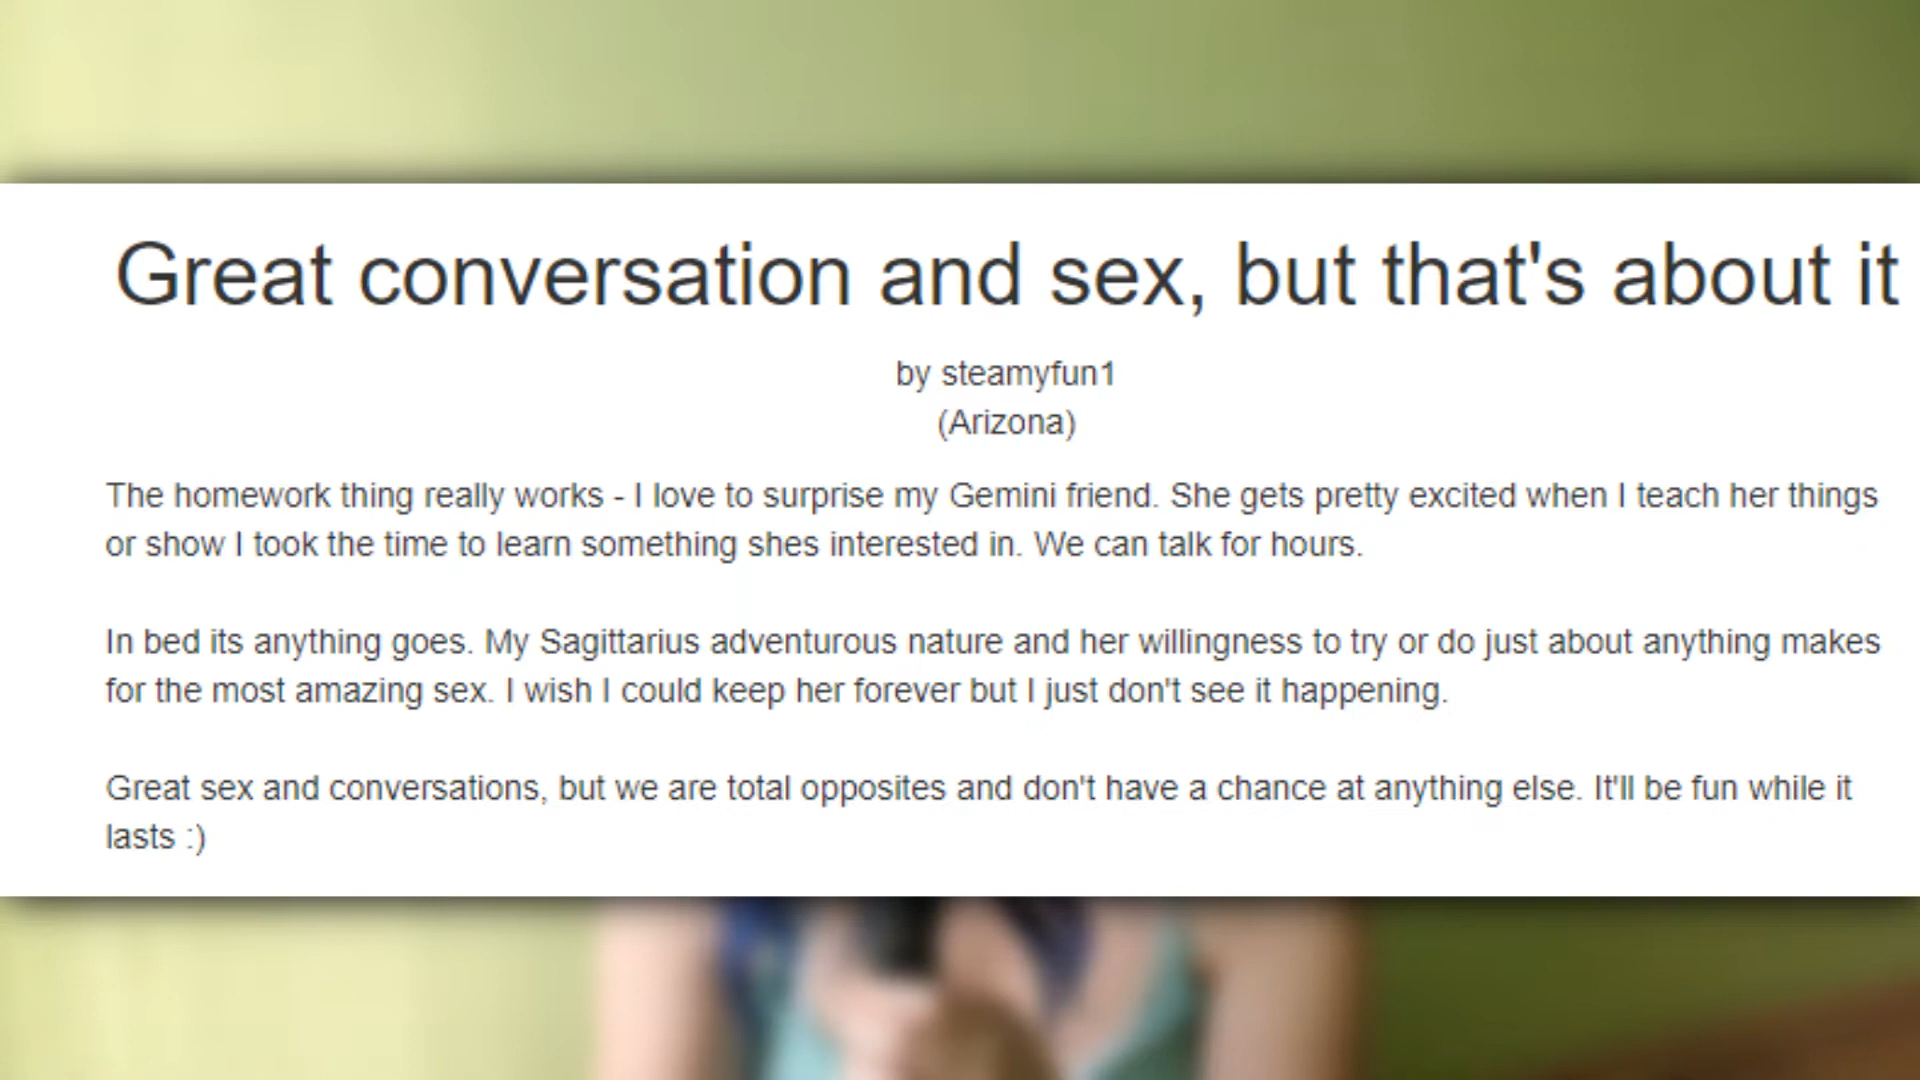 Great conversation and sex, but that's about it
by steamyfun1
(Arizona)
The homework thing really works - I love to surprise my Gemini friend. She gets pretty excited when I teach her things
or show I took the time to learn something shes interested in. We can talk for hours.
In bed its anything goes. My Sagittarius adventurous nature and her willingness to try or do just about anything makes
for the most amazing sex. I wish I could keep her forever but I just don't see it happening.
Great sex and conversations, but we are total opposites and don't have a chance at anything else. It'll be fun while it
lasts :)